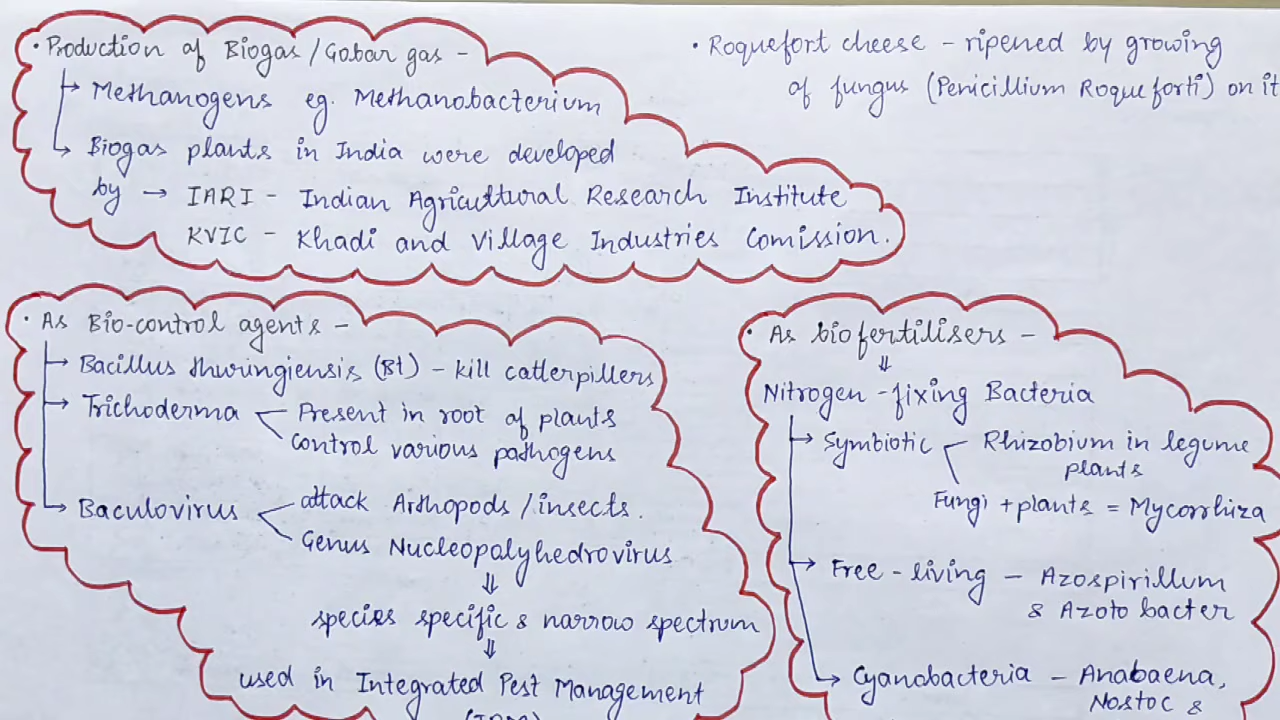 • Production of Biogas/Gobar gas -
→ Methanogens eg. Methanobacterium
→ Biogas plants in India were developed
by → IARI - Indian Agricultural Research Institute
KVIC - Khadi and Village Industries Comission.
• Roquefort cheese - ripened by growing
of fungus (Penicillium Roqueforti) on it
• As Bio-control agents -
→ Bacillus thuringiensis (Bt) - kill catterpillers
→ Trichoderma Present in root of plants
control various pathogens
→ Baculovirus attack Arthopods/insects.
Genus Nucleopolyhedrovirus
⇓
species specific & narrow spectrum
⇓
used in Integrated Pest Management
(IPM)
• As biofertilisers -
⇓
Nitrogen-fixing Bacteria
→ Symbiotic Rhizobium in legume
plants
Fungi + plants = Mycorrhiza
→ Free-living - Azospirillum
& Azoto bacter
→ Cyanobacteria - Anabaena,
Nostoc &